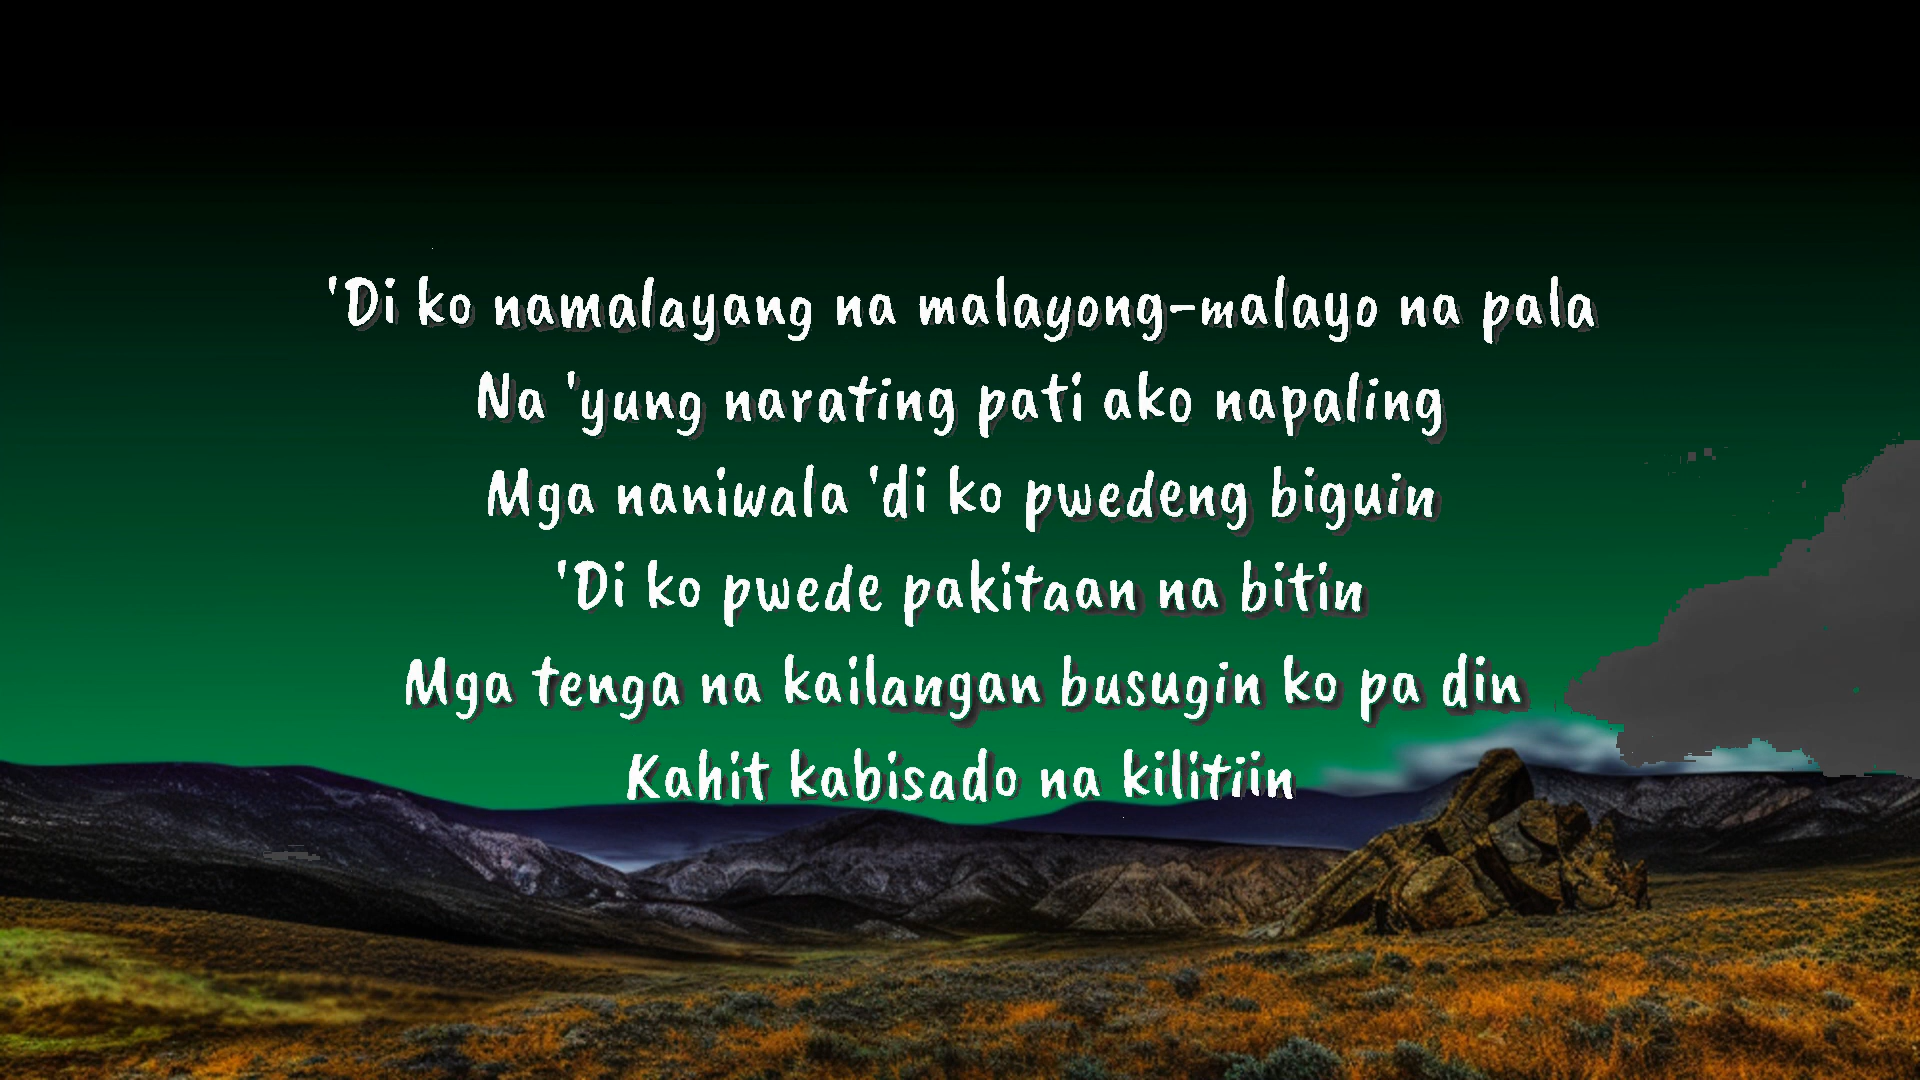 'Di ko namalayang na malayong-malayo na pala
Na 'yung narating pati ako napaling
Mga naniwala 'di ko pwedeng biguin
'Di ko pwede pakitaan na bitin
Mga tenga na kailangan busugin ko pa din
Kahit kabisado na kilitiin